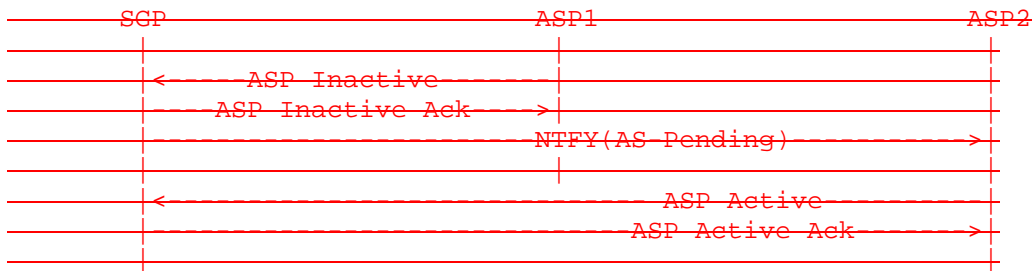 SGP ASP1 ASP2
| | |
|<-----ASP Inactive-------| |
|----ASP Inactive Ack---->| |
|----------------------------NTFY(AS-Pending)------------>|
| | |
|<------------------------------ ASP Active----------|
|-----------------------------ASP Active Ack-------->|
| |